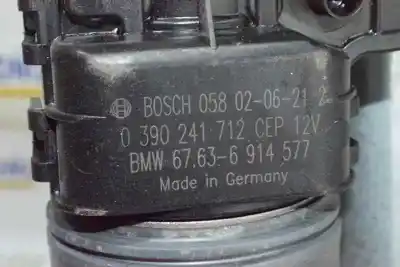 BOSCH 058 02-06-21 2
0 390 241 712 CEP 12V
BMW 67.63-6 914 577
Made in Germany